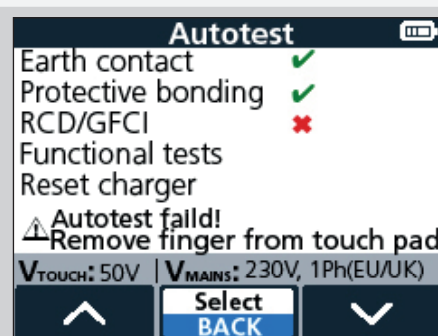 Autotest
Earth contact ✔
Protective bonding ✔
RCD/GFCI ✖
Functional tests
Reset charger
⚠ Autotest faild!
Remove finger from touch pad
VTOUCH: 50V | VMAINS: 230V, 1Ph(EU/UK)
Select
BACK